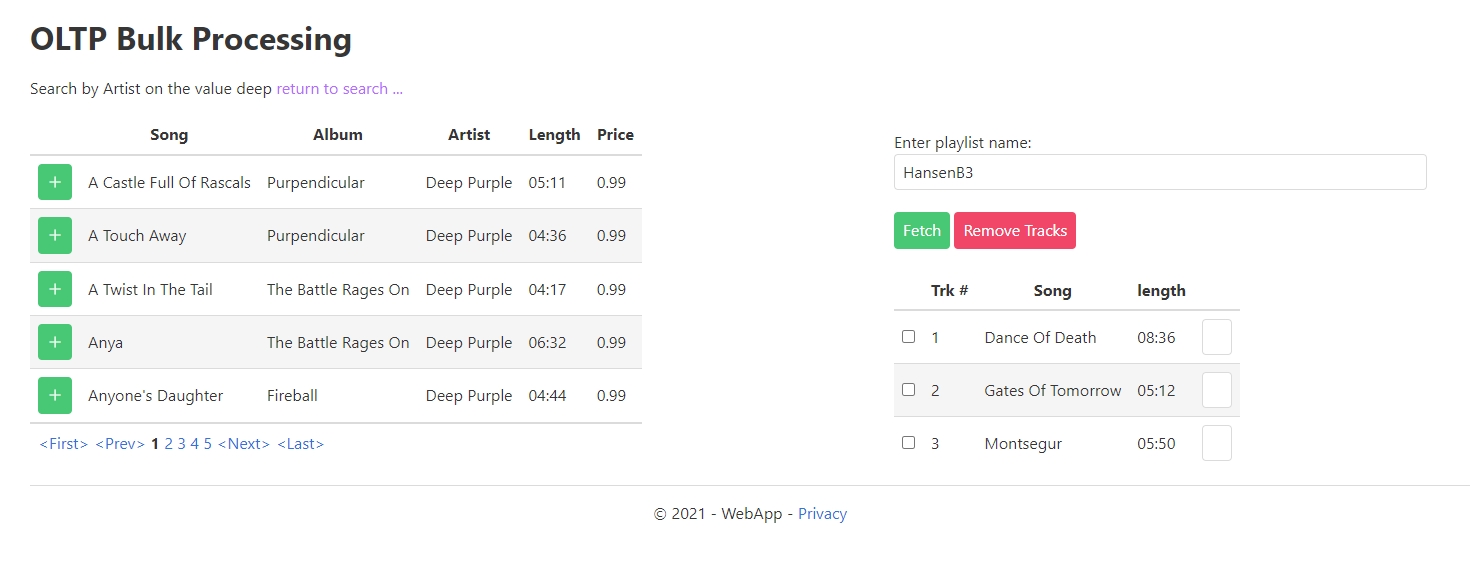 OLTP Bulk Processing
Search by Artist on the value deep return to search ...
Song Album Artist Length Price
+ A Castle Full Of Rascals Purpendicular Deep Purple 05:11 0.99
+ A Touch Away Purpendicular Deep Purple 04:36 0.99
+ A Twist In The Tail The Battle Rages On Deep Purple 04:17 0.99
+ Anya The Battle Rages On Deep Purple 06:32 0.99
+ Anyone's Daughter Fireball Deep Purple 04:44 0.99
<First> <Prev> 1 2 3 4 5 <Next> <Last>
Enter playlist name:
HansenB3
Fetch Remove Tracks
Trk # Song length
1 Dance Of Death 08:36
2 Gates Of Tomorrow 05:12
3 Montsegur 05:50
© 2021 - WebApp - Privacy